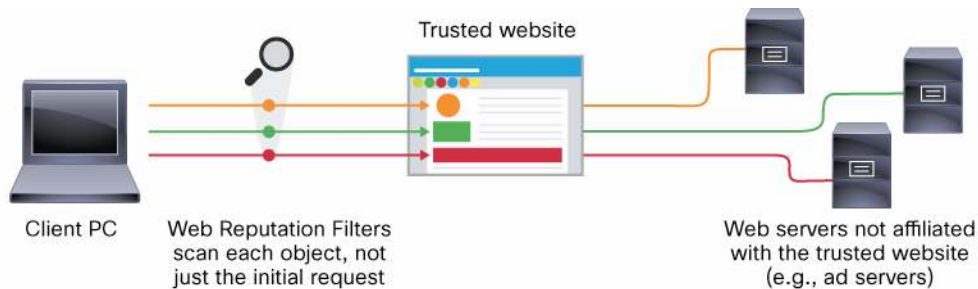 Trusted website
Client PC
Web Reputation Filters
scan each object, not
just the initial request
Web servers not affiliated
with the trusted website
(e.g., ad servers)